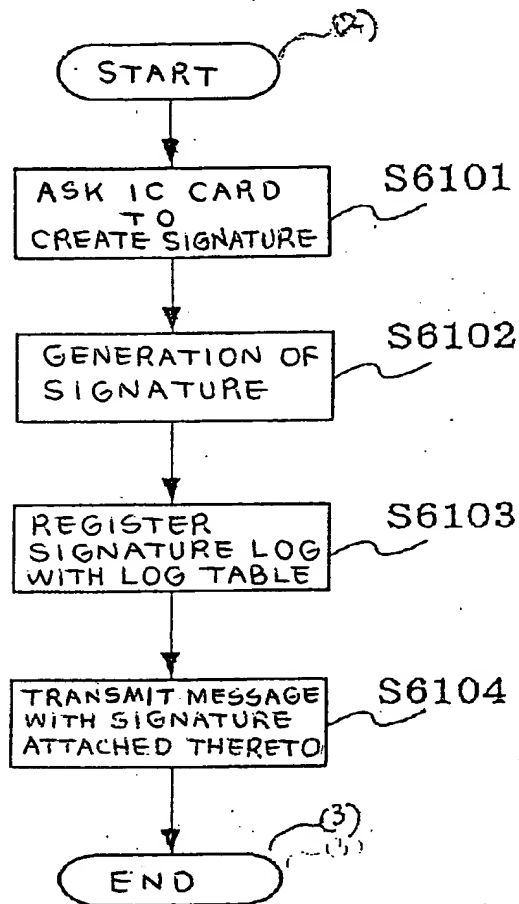 START
ASK IC CARD
TO
CREATE SIGNATURE
S6101
GENERATION OF
SIGNATURE
S6102
REGISTER
SIGNATURE LOG
WITH LOG TABLE
S6103
TRANSMIT MESSAGE
WITH SIGNATURE
ATTACHED THERETO
S6104
(3)
END